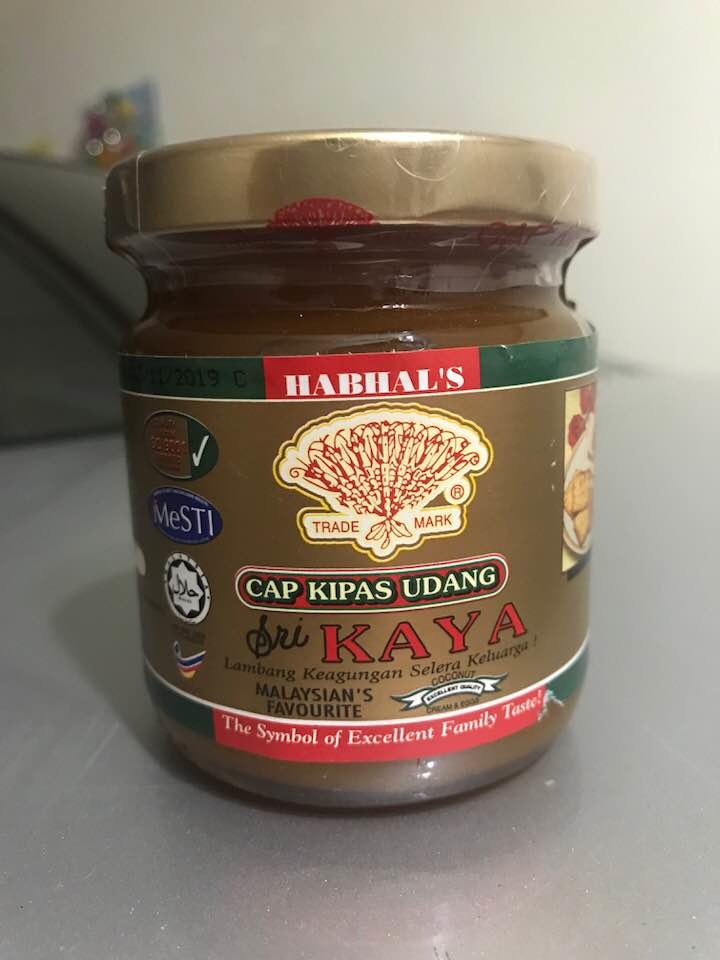 11/2019 C
HABHAL'S
®
TRADE MARK
MeSTI
حلال
CAP KIPAS UDANG
Sri KAYA
Lambang Keagungan Selera Keluarga !
MALAYSIAN'S
FAVOURITE
COCONUT
EXCELLENT QUALITY
CREAM & EGGS
The Symbol of Excellent Family Taste!